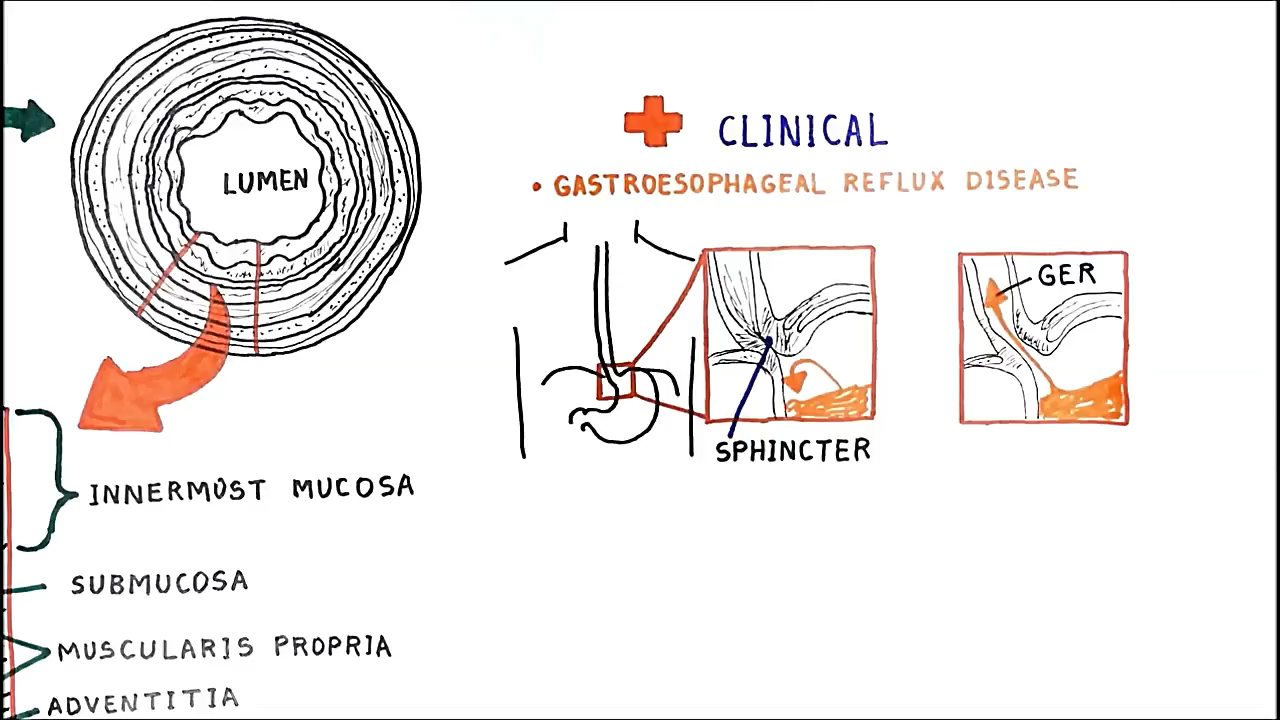 LUMEN
INNERMOST MUCOSA
SUBMUCOSA
MUSCULARIS PROPRIA
ADVENTITIA
CLINICAL
• GASTROESOPHAGEAL REFLUX DISEASE
SPHINCTER
GER